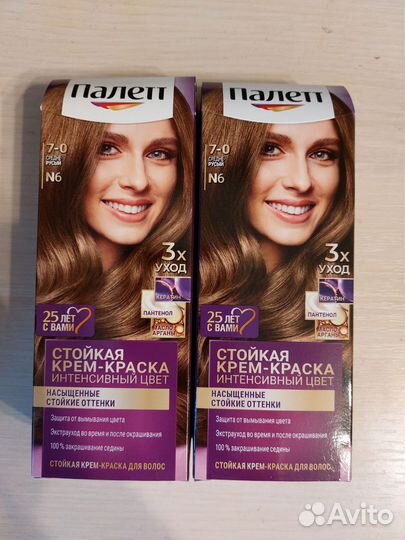 Палетт
7-0
СРЕДНЕ-
РУСЫЙ
N6
3x
УХОД
КЕРАТИН
ПАНТЕНОЛ
МАСЛО
АРГАНЫ
25 ЛЕТ
С ВАМИ
СТОЙКАЯ
КРЕМ-КРАСКА
ИНТЕНСИВНЫЙ ЦВЕТ
НАСЫЩЕННЫЕ
СТОЙКИЕ ОТТЕНКИ
Защита от вымывания цвета
Экстрауход во время и после окрашивания
100 % закрашивание седины
СТОЙКАЯ КРЕМ-КРАСКА ДЛЯ ВОЛОС
Палетт
7-0
СРЕДНЕ-
РУСЫЙ
N6
3x
УХОД
КЕРАТИН
ПАНТЕНОЛ
МАСЛО
АРГАНЫ
25 ЛЕТ
С ВАМИ
СТОЙКАЯ
КРЕМ-КРАСКА
ИНТЕНСИВНЫЙ ЦВЕТ
НАСЫЩЕННЫЕ
СТОЙКИЕ ОТТЕНКИ
Защита от вымывания цвета
Экстрауход во время и после окрашивания
100 % закрашивание седины
СТОЙКАЯ КРЕМ-КРАСКА ДЛЯ ВОЛОС
Avito